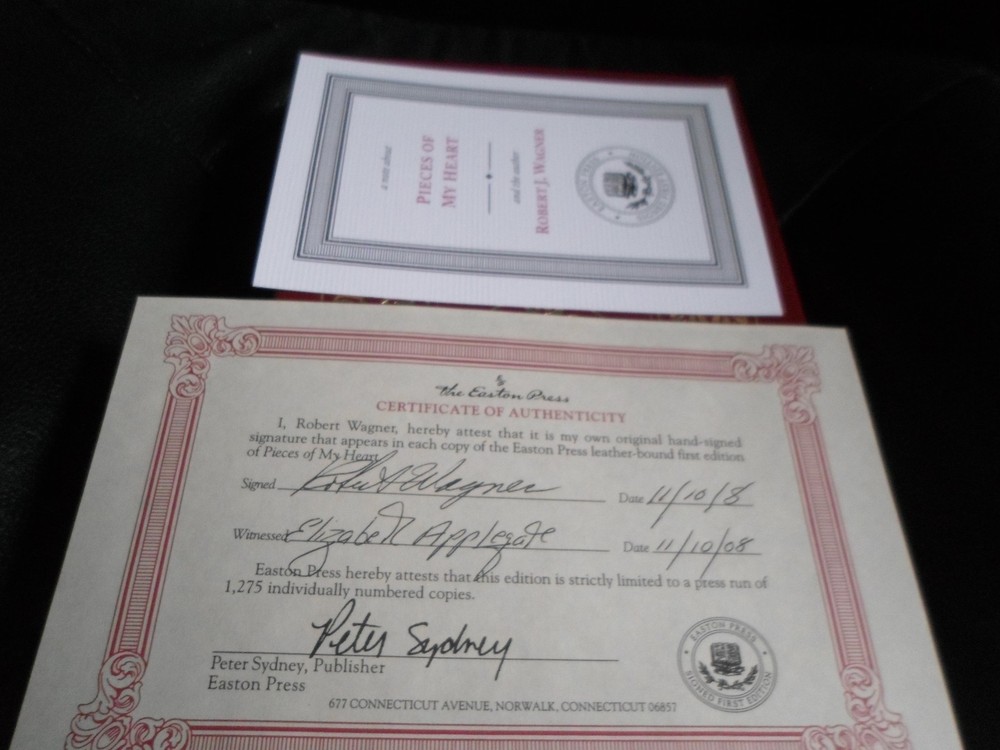 a note about
PIECES OF
MY HEART
and the author
ROBERT J. WAGNER
EASTON PRESS
The Easton Press
CERTIFICATE OF AUTHENTICITY
I, Robert Wagner, hereby attest that it is my own original hand-signed
signature that appears in each copy of the Easton Press leather-bound first edition
of Pieces of My Heart
Signed Robert Wagner Date 11/10/8
Witnessed Elizabeth Applegate Date 11/10/08
Easton Press hereby attests that this edition is strictly limited to a press run of
1,275 individually numbered copies.
Peter Sydney
Peter Sydney, Publisher
Easton Press
EASTON PRESS
SIGNED FIRST EDITION
677 CONNECTICUT AVENUE, NORWALK, CONNECTICUT 06857